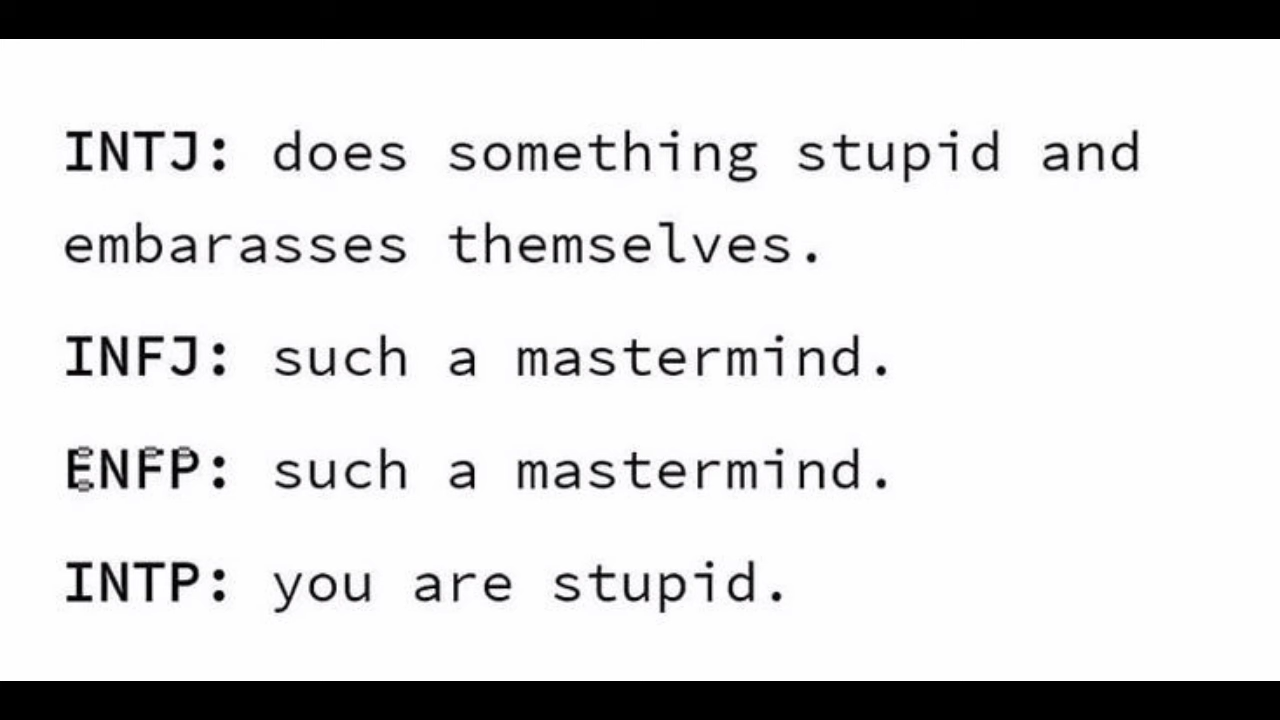 INTJ: does something stupid and
embarasses themselves.
INFJ: such a mastermind.
ENFP: such a mastermind.
INTP: you are stupid.